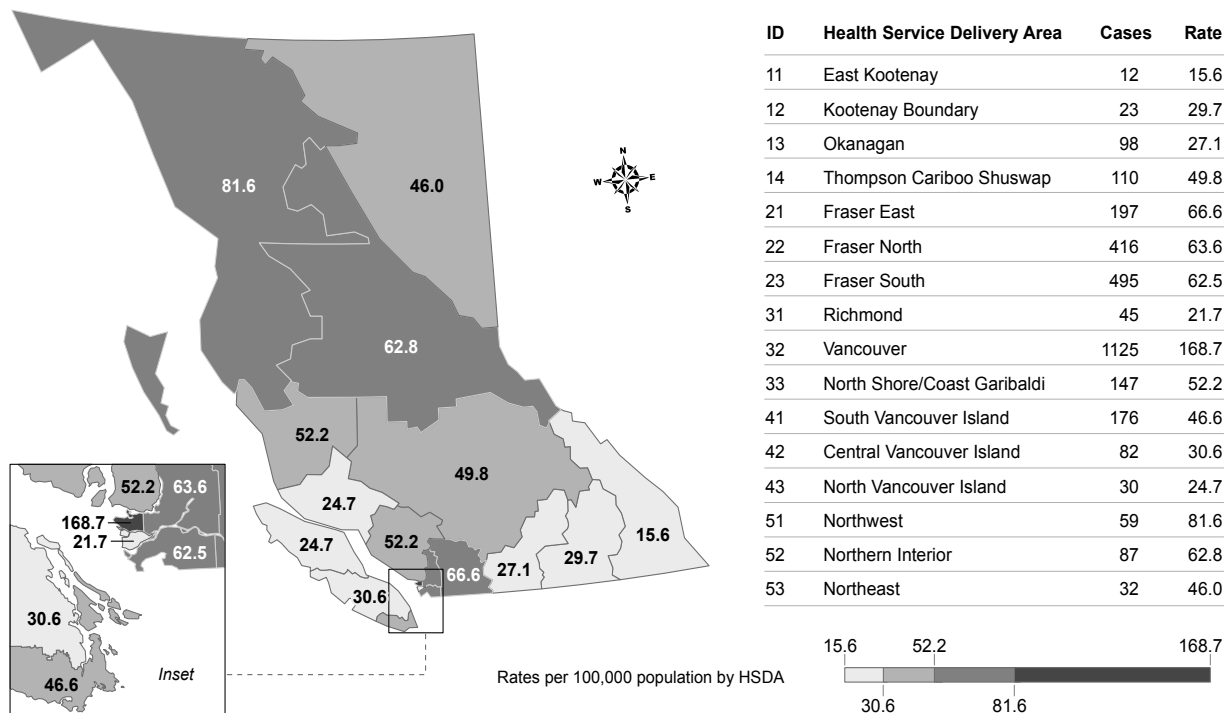 81.6
46.0
N
W E
S
62.8
52.2
49.8
24.7
24.7
52.2
66.6
27.1
29.7
15.6
30.6
52.2
63.6
168.7
21.7
62.5
30.6
46.6
Inset
ID Health Service Delivery Area Cases Rate
11 East Kootenay 12 15.6
12 Kootenay Boundary 23 29.7
13 Okanagan 98 27.1
14 Thompson Cariboo Shuswap 110 49.8
21 Fraser East 197 66.6
22 Fraser North 416 63.6
23 Fraser South 495 62.5
31 Richmond 45 21.7
32 Vancouver 1125 168.7
33 North Shore/Coast Garibaldi 147 52.2
41 South Vancouver Island 176 46.6
42 Central Vancouver Island 82 30.6
43 North Vancouver Island 30 24.7
51 Northwest 59 81.6
52 Northern Interior 87 62.8
53 Northeast 32 46.0
Rates per 100,000 population by HSDA
15.6 52.2 168.7
30.6 81.6